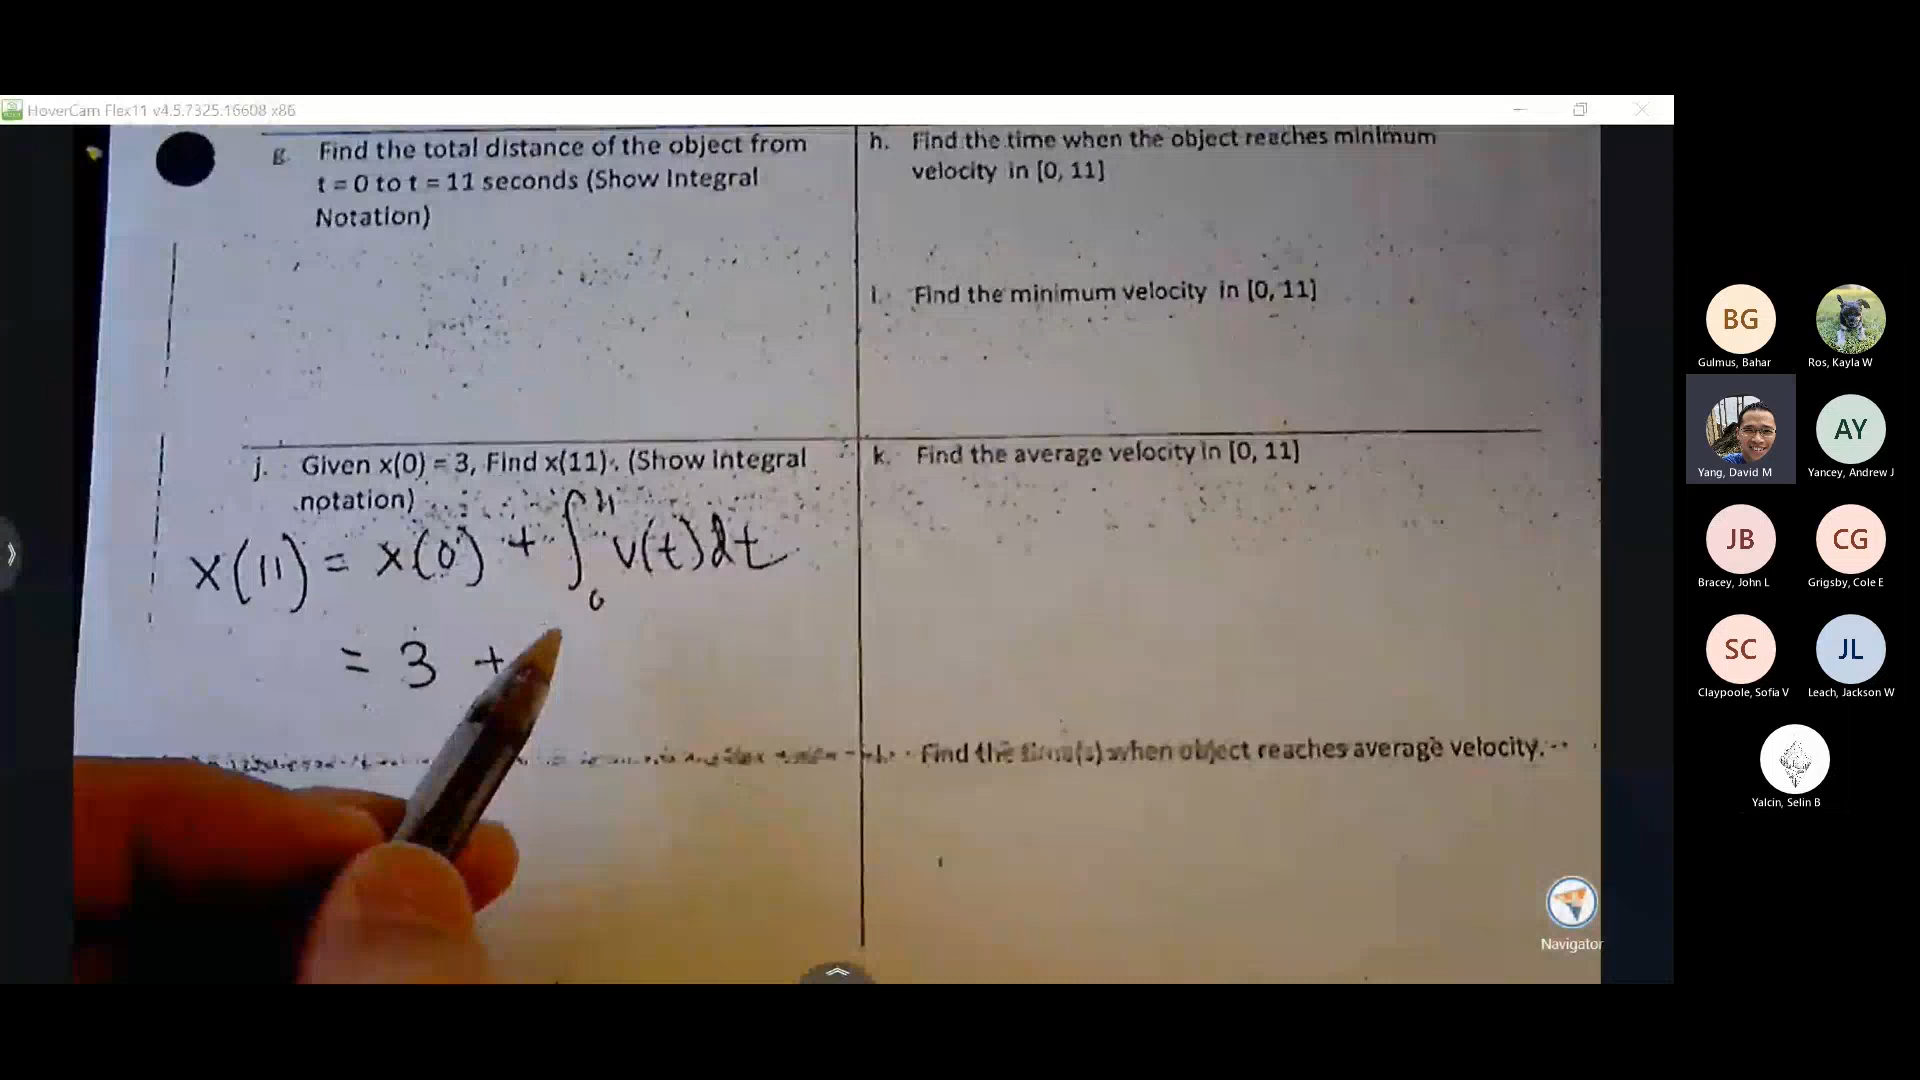 HoverCam Flex11 v4.5.7325.16608 x86
g. Find the total distance of the object from
t = 0 to t = 11 seconds (Show Integral
Notation)
h. Find the time when the object reaches minimum
velocity in [0, 11]
i. Find the minimum velocity in [0, 11]
j. Given x(0) = 3, Find x(11). (Show integral
notation)
x(11) = x(0) + ∫₀¹¹ v(t)dt
= 3 +
k. Find the average velocity in [0, 11]
Find the time(s) when object reaches average velocity.
Navigator
BG
Gulmus, Bahar
Ros, Kayla W
Yang, David M
AY
Yancey, Andrew J
JB
Bracey, John L
CG
Grigsby, Cole E
SC
Claypoole, Sofia V
JL
Leach, Jackson W
Yalcin, Selin B